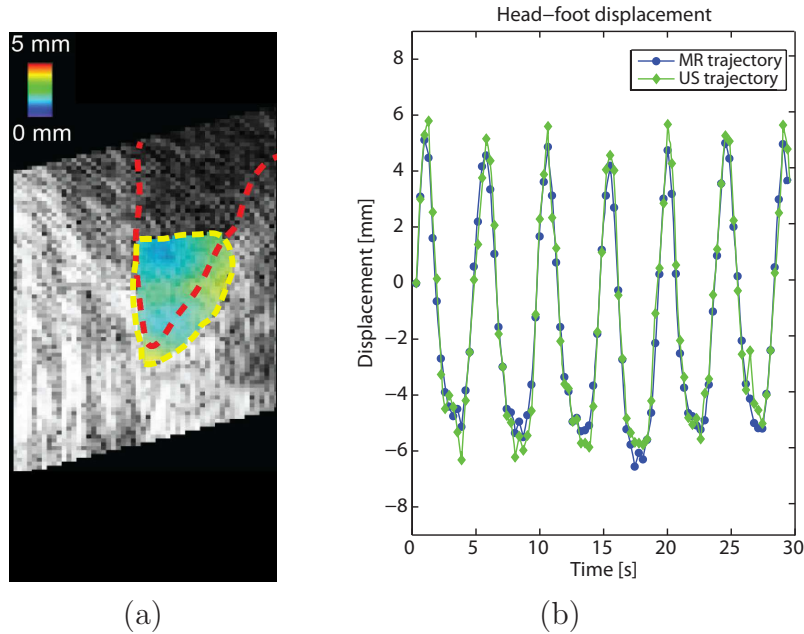 5 mm
0 mm
(a)
Head–foot displacement
MR trajectory
US trajectory
Displacement [mm]
8
6
4
2
0
−2
−4
−6
−8
0 5 10 15 20 25 30
Time [s]
(b)